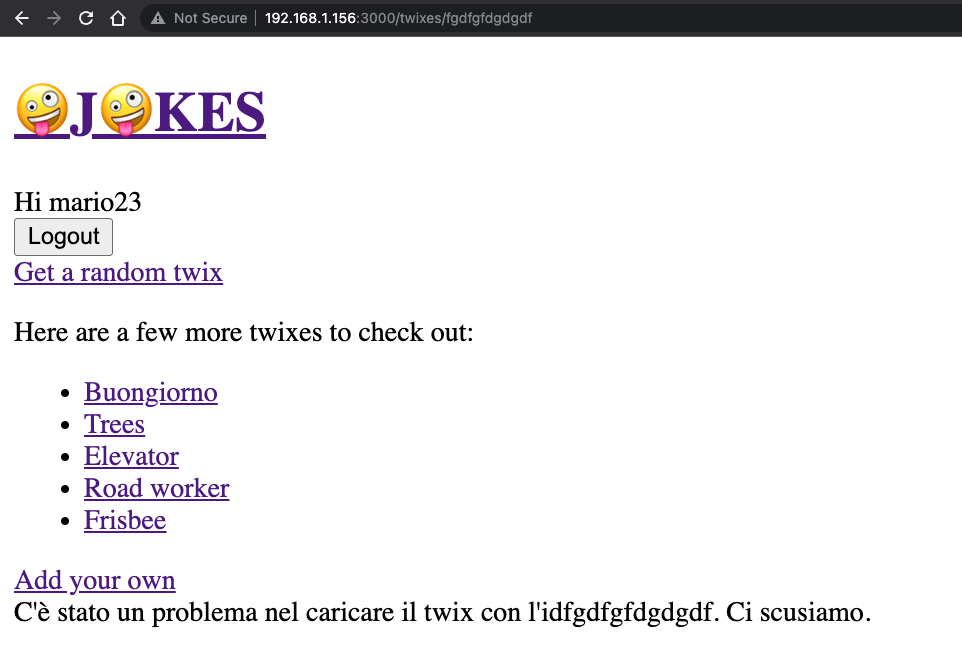 Not Secure | 192.168.1.156:3000/twixes/fgdfgfdgdgdf
🤪J🤪KES
Hi mario23
Logout
Get a random twix
Here are a few more twixes to check out:
• Buongiorno
• Trees
• Elevator
• Road worker
• Frisbee
Add your own
C'è stato un problema nel caricare il twix con l'idfgdfgfdgdgdf. Ci scusiamo.